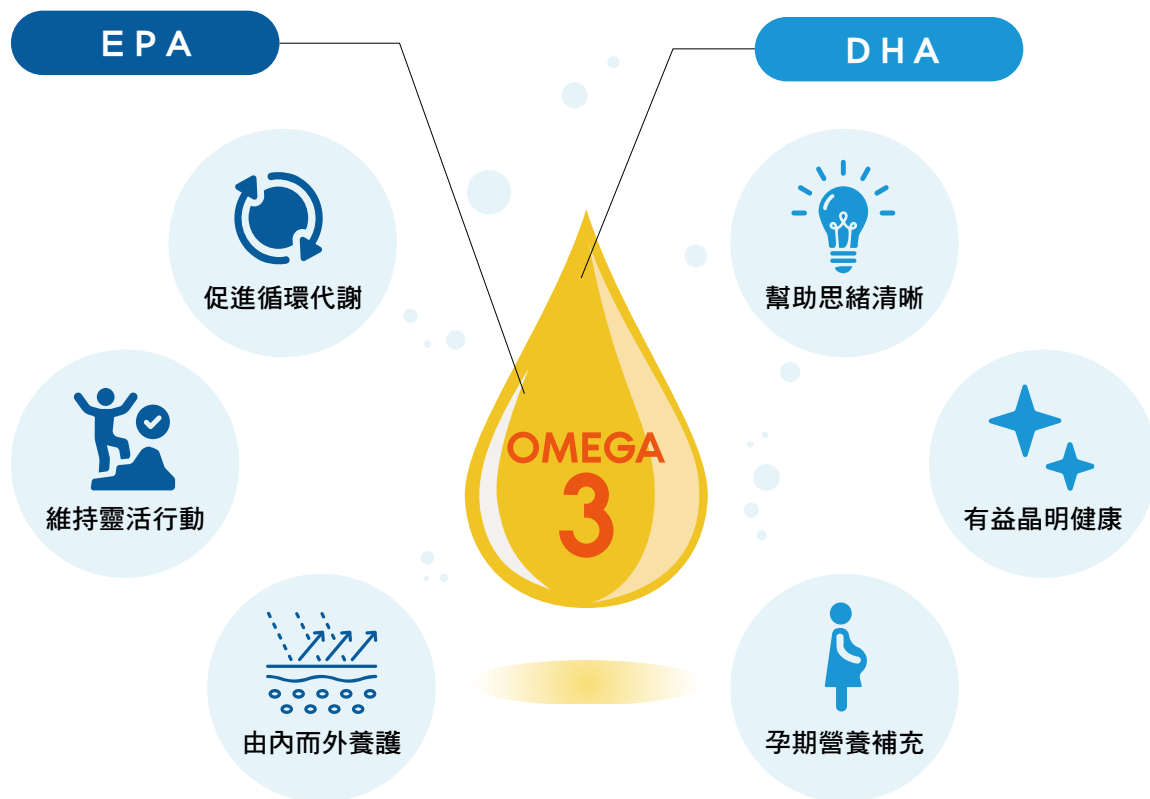 EPA
DHA
促進循環代謝
幫助思緒清晰
OMEGA
3
維持靈活行動
有益晶明健康
由內而外養護
孕期營養補充